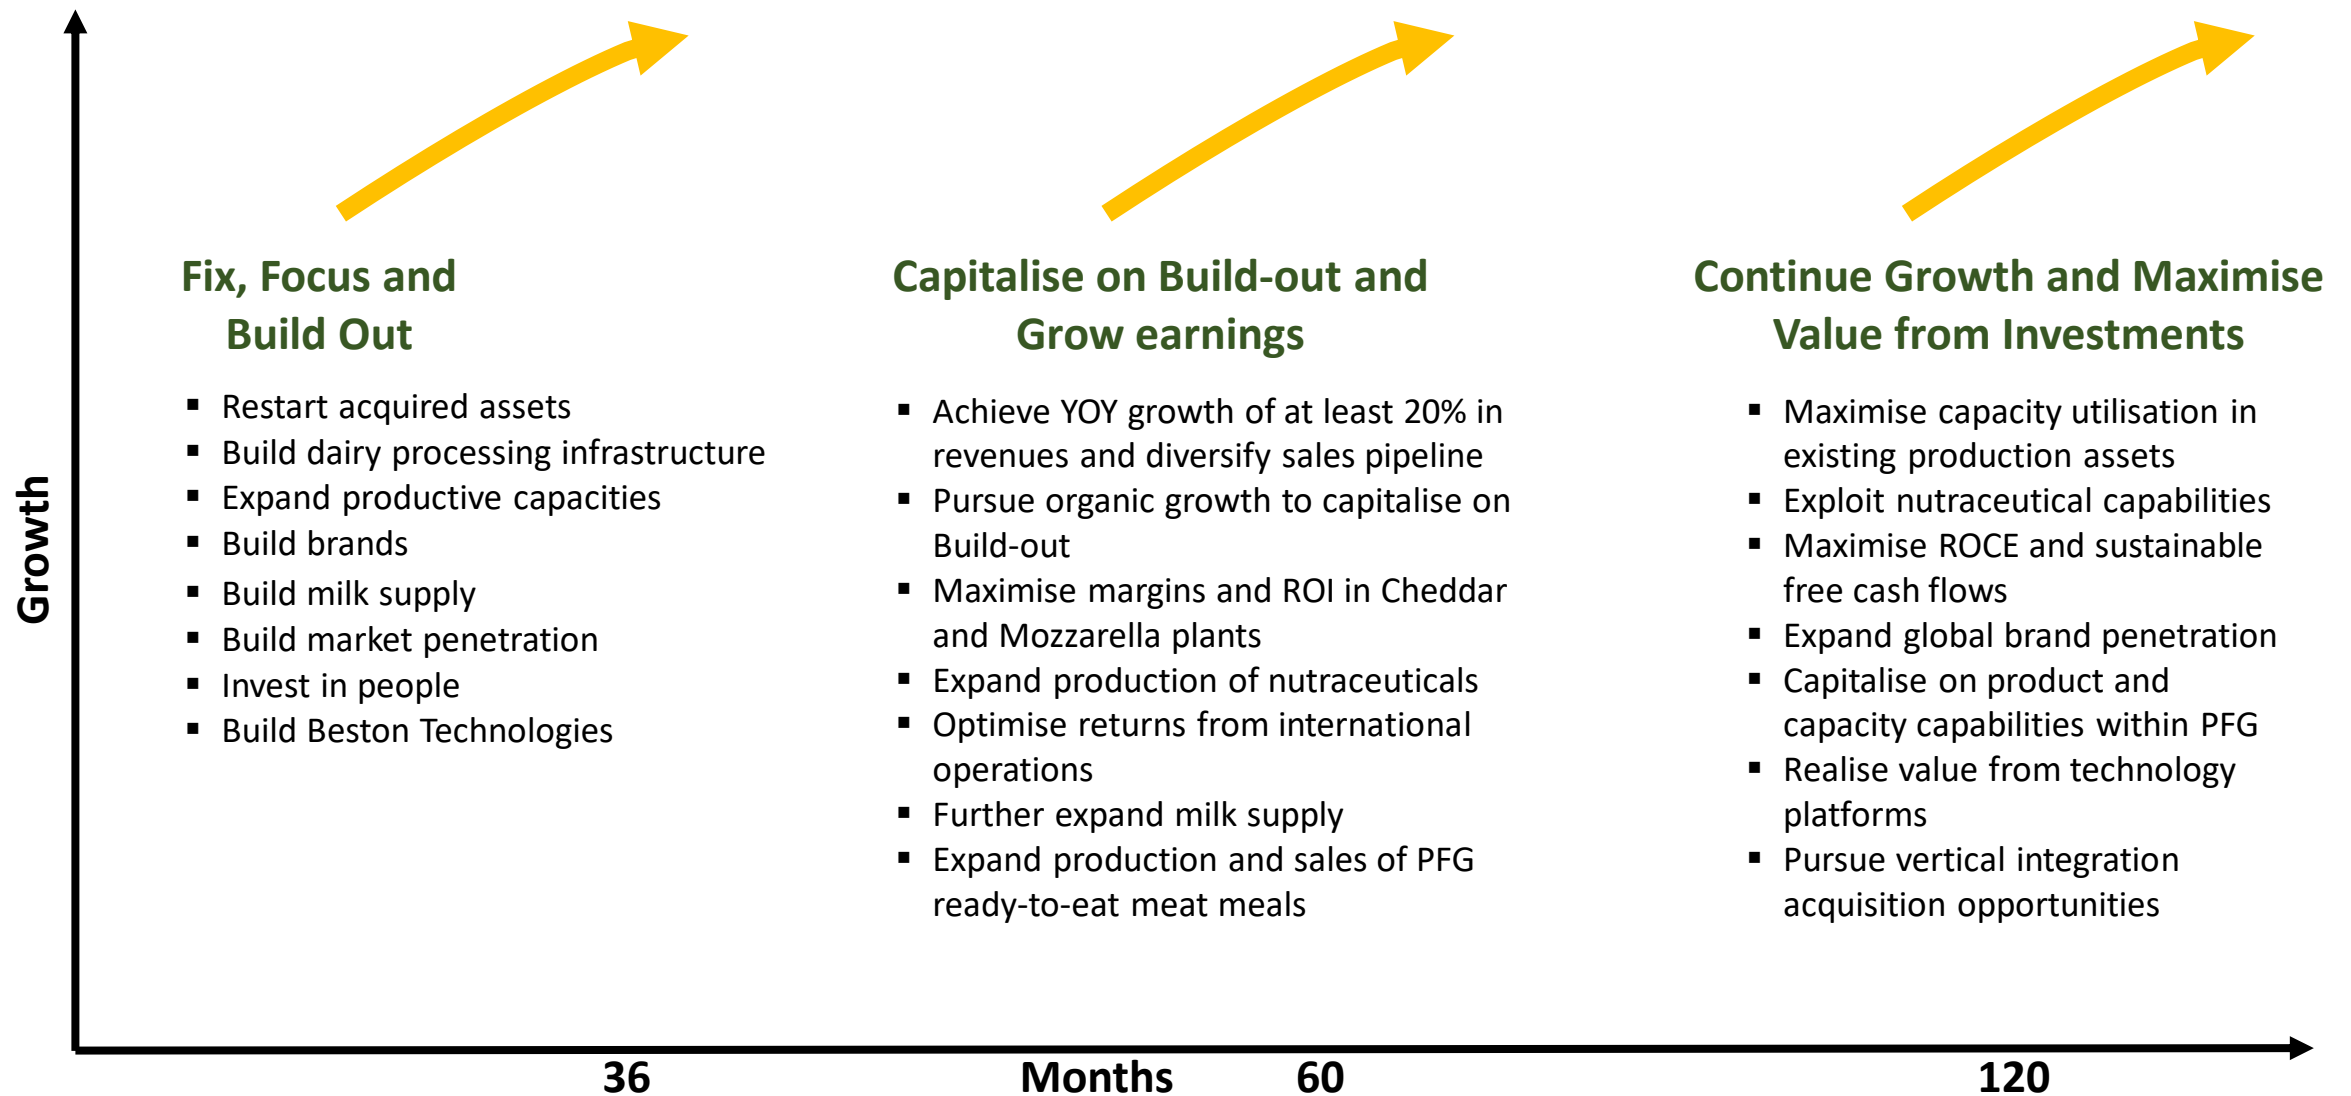 Growth
Fix, Focus and
Build Out
▪ Restart acquired assets
▪ Build dairy processing infrastructure
▪ Expand productive capacities
▪ Build brands
▪ Build milk supply
▪ Build market penetration
▪ Invest in people
▪ Build Beston Technologies
Capitalise on Build-out and
Grow earnings
▪ Achieve YOY growth of at least 20% in
revenues and diversify sales pipeline
▪ Pursue organic growth to capitalise on
Build-out
▪ Maximise margins and ROI in Cheddar
and Mozzarella plants
▪ Expand production of nutraceuticals
▪ Optimise returns from international
operations
▪ Further expand milk supply
▪ Expand production and sales of PFG
ready-to-eat meat meals
Continue Growth and Maximise
Value from Investments
▪ Maximise capacity utilisation in
existing production assets
▪ Exploit nutraceutical capabilities
▪ Maximise ROCE and sustainable
free cash flows
▪ Expand global brand penetration
▪ Capitalise on product and
capacity capabilities within PFG
▪ Realise value from technology
platforms
▪ Pursue vertical integration
acquisition opportunities
36 Months 60 120